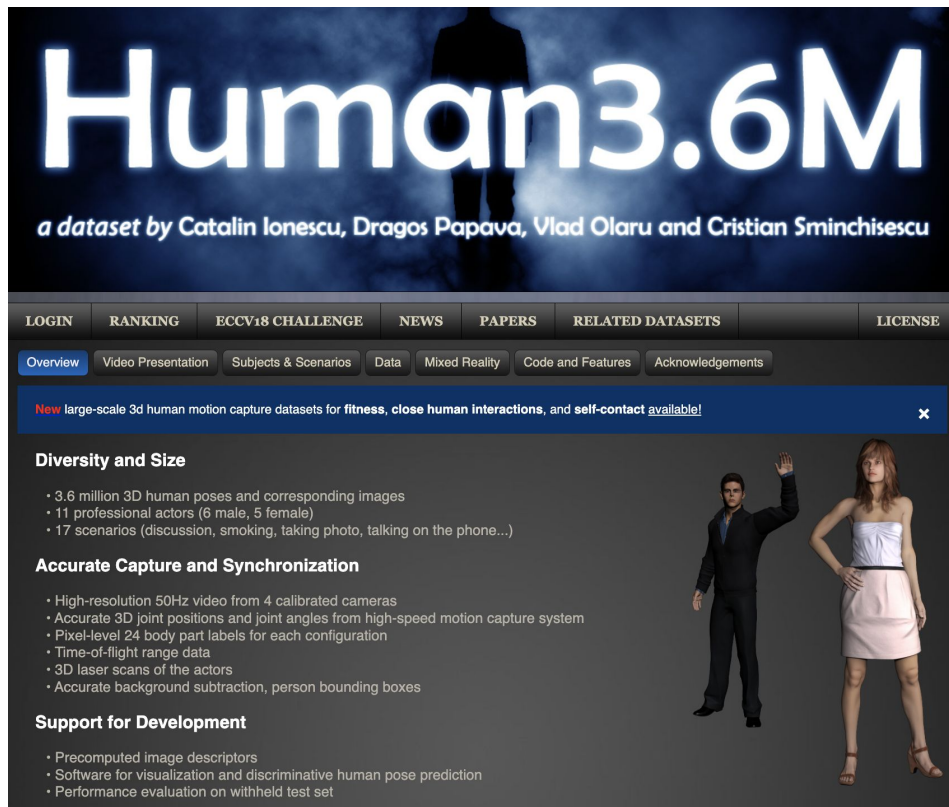 Human3.6M
a dataset by Catalin Ionescu, Dragos Papava, Vlad Olaru and Cristian Sminchisescu
LOGIN RANKING ECCV18 CHALLENGE NEWS PAPERS RELATED DATASETS LICENSE
Overview Video Presentation Subjects & Scenarios Data Mixed Reality Code and Features Acknowledgements
New large-scale 3d human motion capture datasets for fitness, close human interactions, and self-contact available! ×
Diversity and Size
• 3.6 million 3D human poses and corresponding images
• 11 professional actors (6 male, 5 female)
• 17 scenarios (discussion, smoking, taking photo, talking on the phone...)
Accurate Capture and Synchronization
• High-resolution 50Hz video from 4 calibrated cameras
• Accurate 3D joint positions and joint angles from high-speed motion capture system
• Pixel-level 24 body part labels for each configuration
• Time-of-flight range data
• 3D laser scans of the actors
• Accurate background subtraction, person bounding boxes
Support for Development
• Precomputed image descriptors
• Software for visualization and discriminative human pose prediction
• Performance evaluation on withheld test set